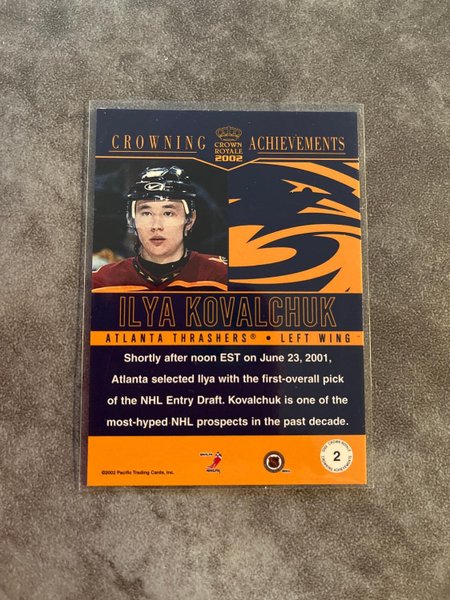 CROWNING ACHIEVEMENTS
CROWN
ROYALE
2002
ILYA KOVALCHUK
ATLANTA THRASHERS® • LEFT WING
Shortly after noon EST on June 23, 2001,
Atlanta selected Ilya with the first-overall pick
of the NHL Entry Draft. Kovalchuk is one of the
most-hyped NHL prospects in the past decade.
©2002 Pacific Trading Cards, Inc.
NHLPA
NHL
2